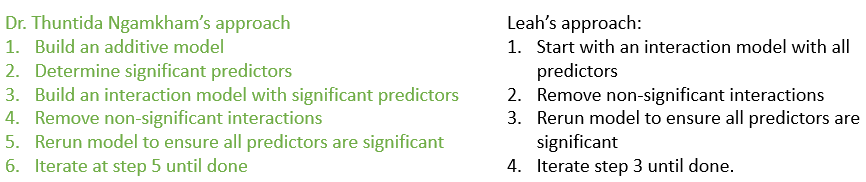 Dr. Thuntida Ngamkham's approach
1. Build an additive model
2. Determine significant predictors
3. Build an interaction model with significant predictors
4. Remove non-significant interactions
5. Rerun model to ensure all predictors are significant
6. Iterate at step 5 until done
Leah's approach:
1. Start with an interaction model with all
predictors
2. Remove non-significant interactions
3. Rerun model to ensure all predictors are
significant
4. Iterate step 3 until done.